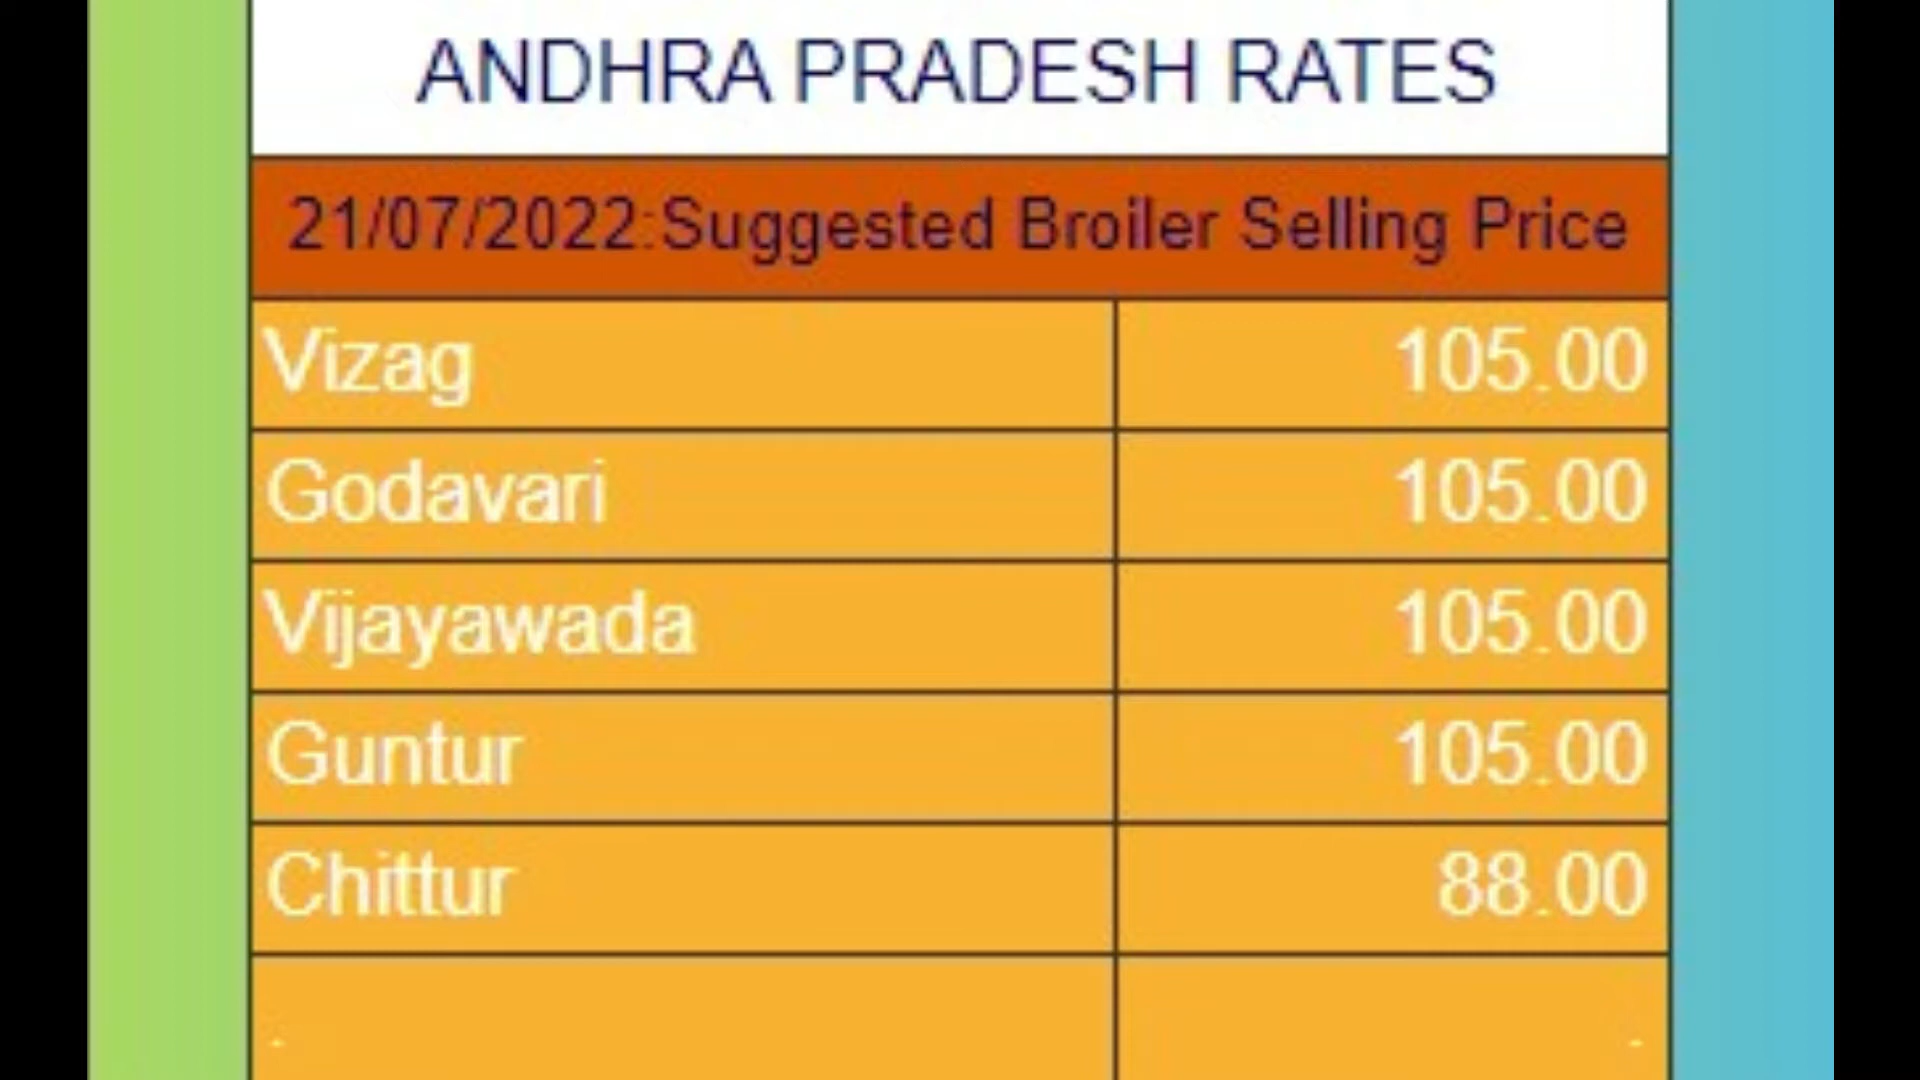 ANDHRA PRADESH RATES
21/07/2022:Suggested Broiler Selling Price
Vizag 105.00
Godavari 105.00
Vijayawada 105.00
Guntur 105.00
Chittur 88.00
- -